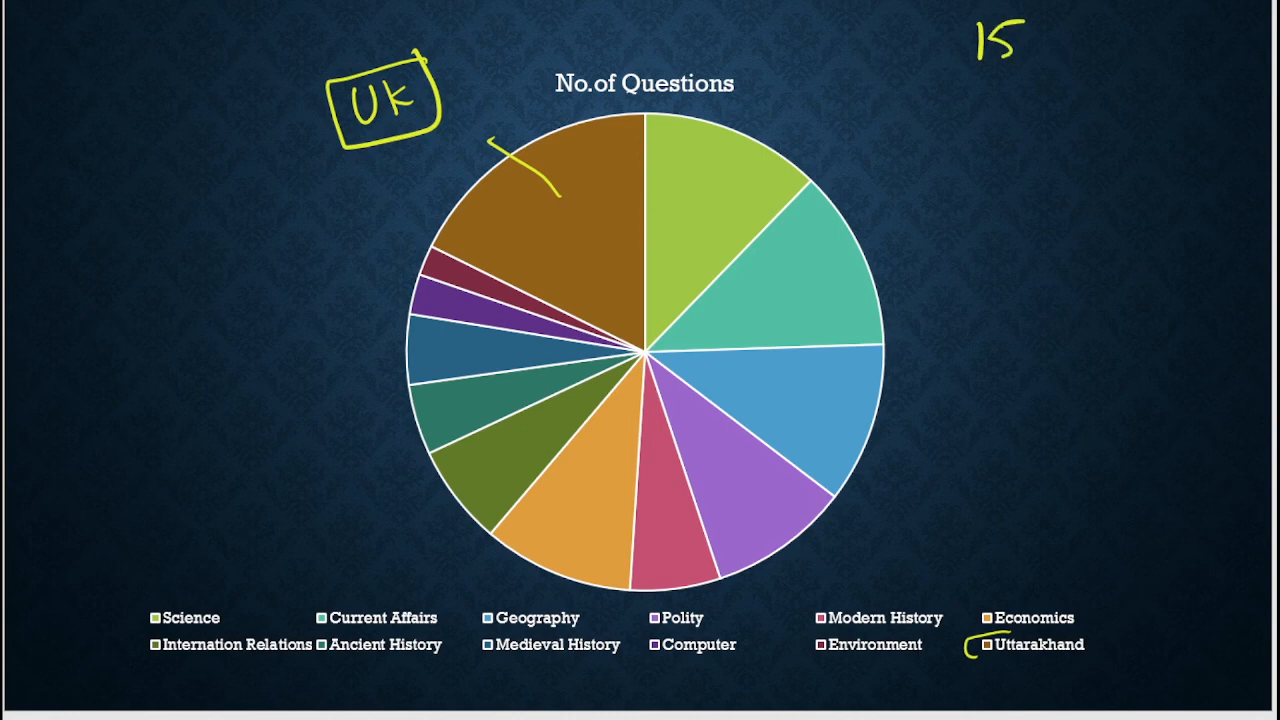 15
No.of Questions
Uk
Science Current Affairs Geography Polity Modern History Economics
Internation Relations Ancient History Medieval History Computer Environment Uttarakhand